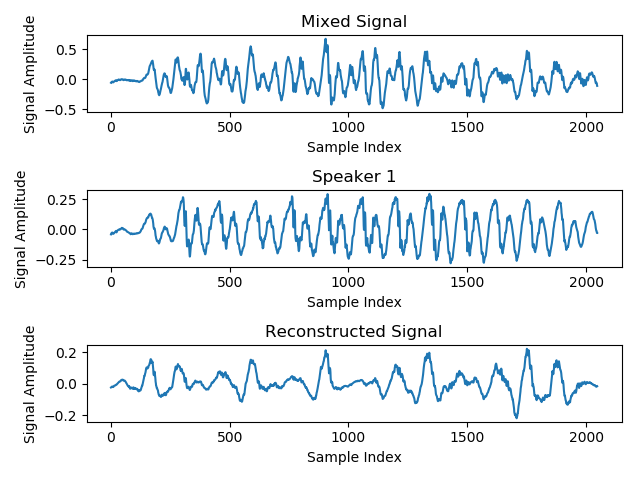 Mixed Signal
Signal Amplitude
0.5
0.0
−0.5
0 500 1000 1500 2000
Sample Index
Speaker 1
Signal Amplitude
0.25
0.00
−0.25
0 500 1000 1500 2000
Sample Index
Reconstructed Signal
Signal Amplitude
0.2
0.0
−0.2
0 500 1000 1500 2000
Sample Index